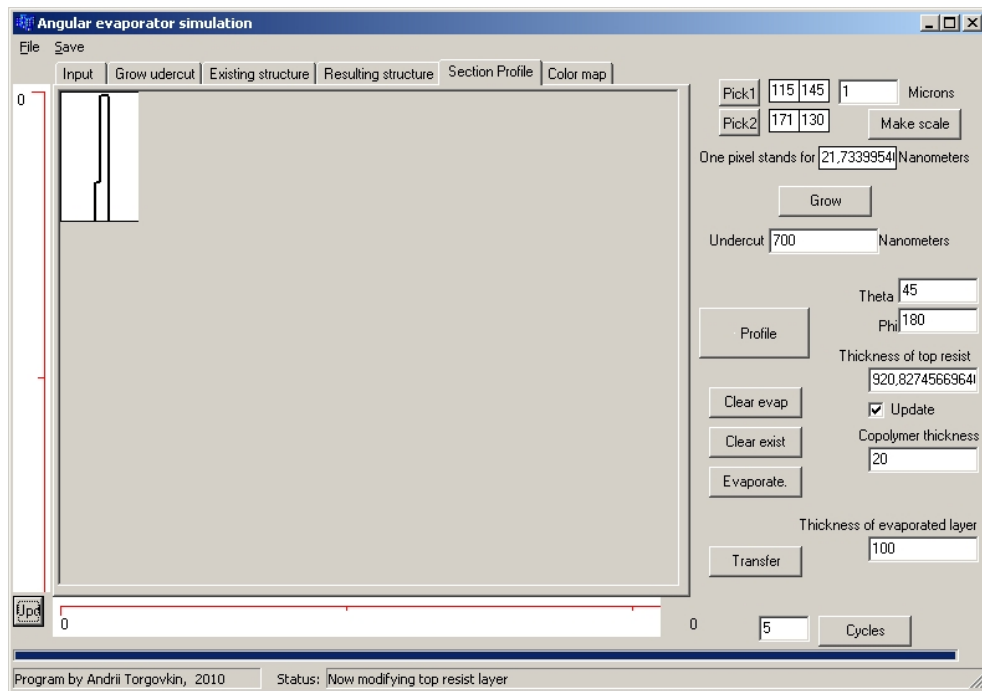 Angular evaporator simulation
File Save
Input Grow udercut Existing structure Resulting structure Section Profile Color map
0
Pick1 115 145 1 Microns
Pick2 171 130 Make scale
One pixel stands for 21,7339954 Nanometers
Grow
Undercut 700 Nanometers
Theta 45
Phi 180
Profile
Thickness of top resist
920,8274566964
Clear evap
Update
Clear exist
Copolymer thickness
20
Evaporate.
Thickness of evaporated layer
100
Transfer
Upd
0
0
5 Cycles
Program by Andrii Torgovkin, 2010 Status: Now modifying top resist layer